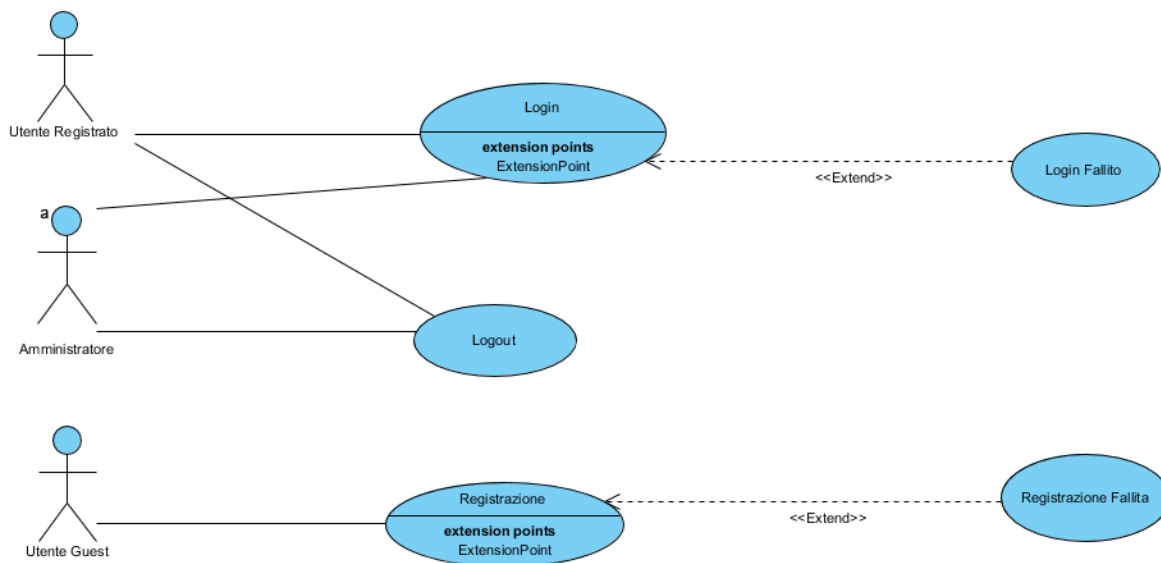 Utente Registrato
Login
extension points
ExtensionPoint
<<Extend>>
Login Fallito
a
Amministratore
Logout
Utente Guest
Registrazione
extension points
ExtensionPoint
<<Extend>>
Registrazione Fallita